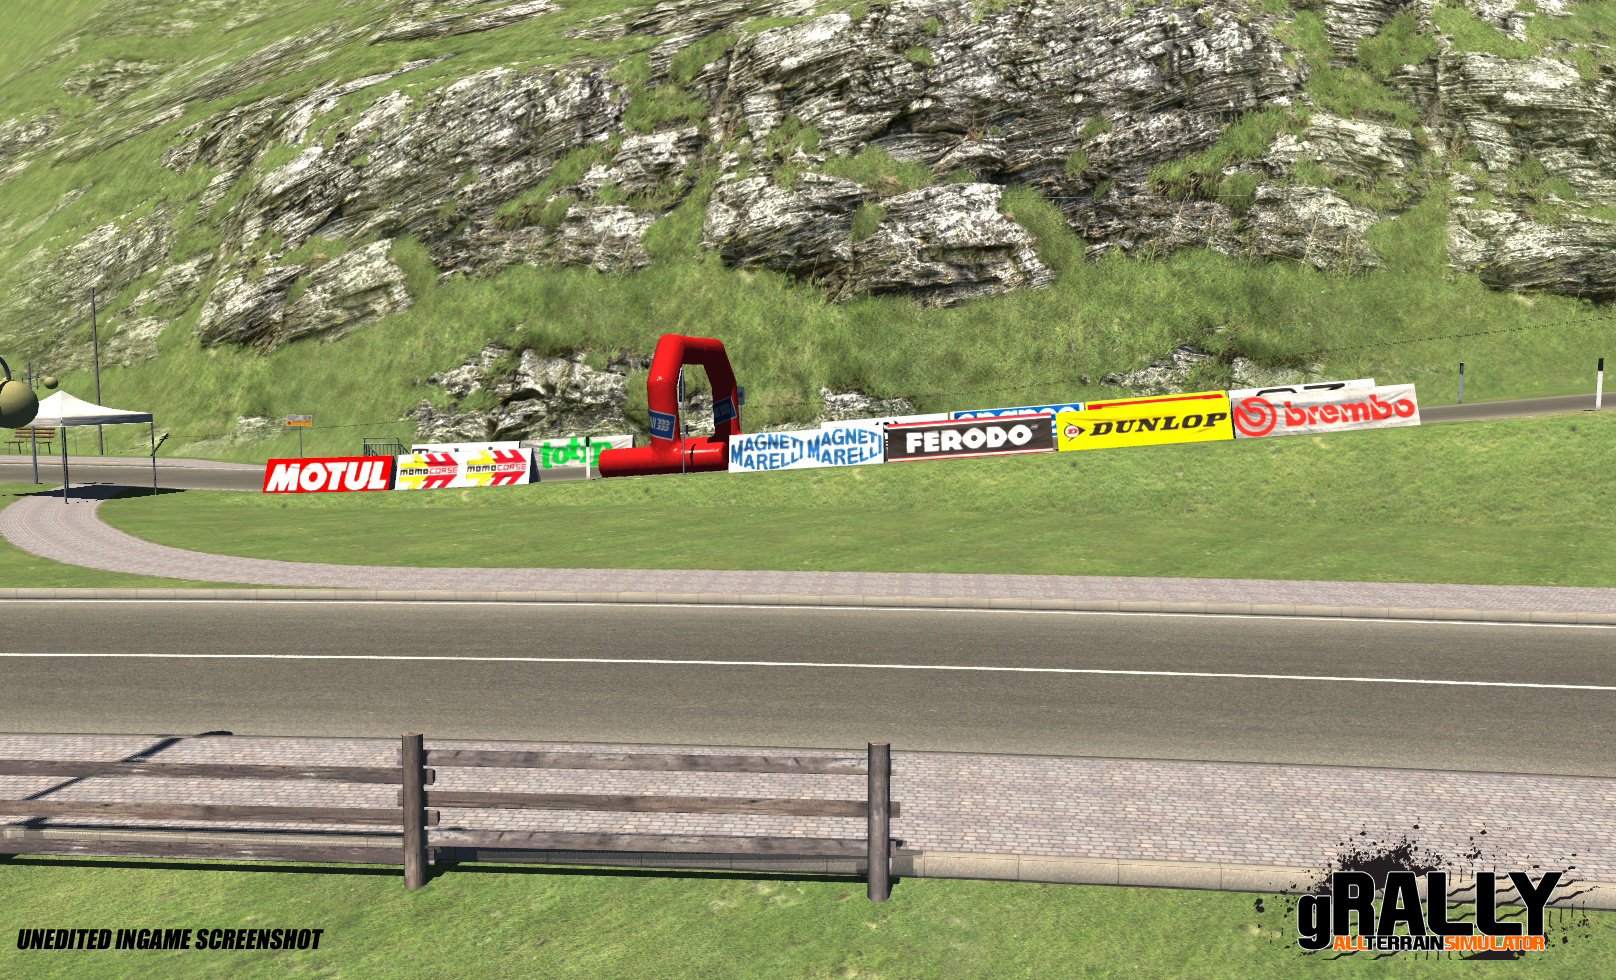 MOTUL
momoCORSE momoCORSE
MAGNETI MARELLI MAGNETI MARELLI
FERODO
DUNLOP
brembo
UNEDITED INGAME SCREENSHOT
gRALLY
ALLTERRAINSIMULATOR